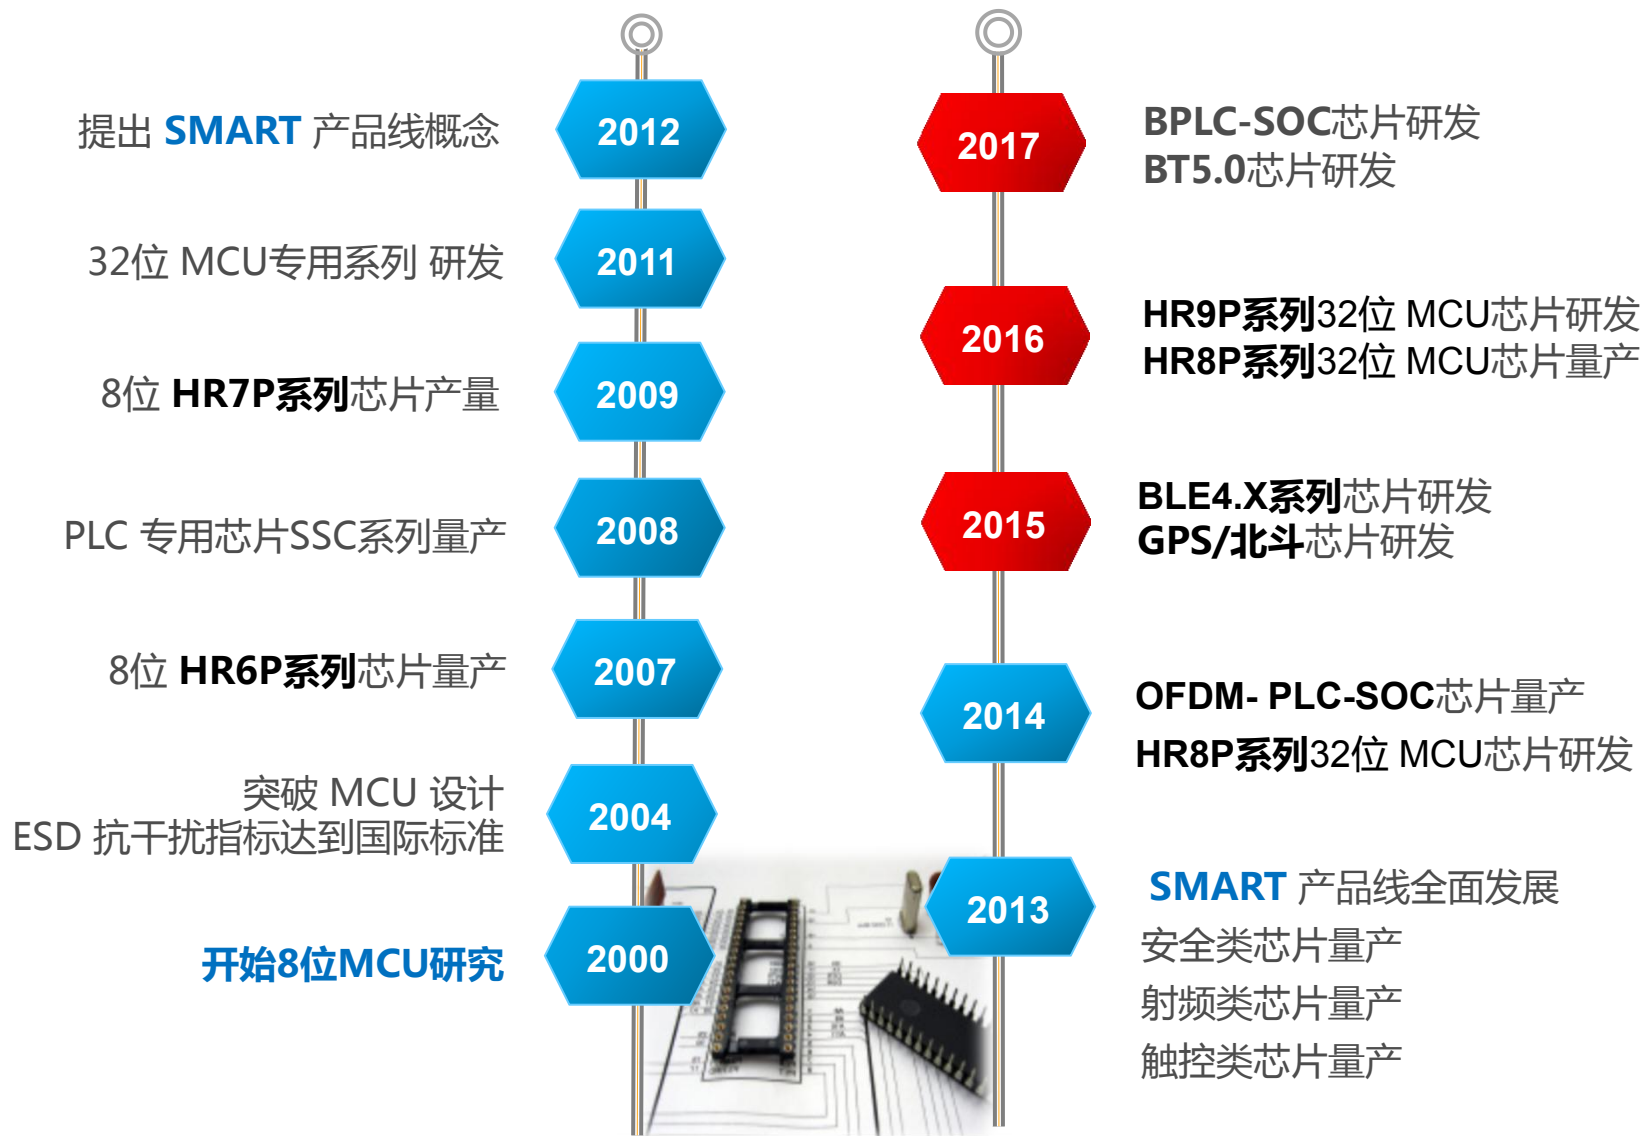 2012
提出 SMART 产品线概念
2011
32位 MCU专用系列 研发
2009
8位 HR7P系列芯片产量
2008
PLC 专用芯片SSC系列量产
2007
8位 HR6P系列芯片量产
2004
突破 MCU 设计
ESD 抗干扰指标达到国际标准
2000
开始8位MCU研究
2017
BPLC-SOC芯片研发
BT5.0芯片研发
2016
HR9P系列32位 MCU芯片研发
HR8P系列32位 MCU芯片量产
2015
BLE4.X系列芯片研发
GPS/北斗芯片研发
2014
OFDM- PLC-SOC芯片量产
HR8P系列32位 MCU芯片研发
2013
SMART 产品线全面发展
安全类芯片量产
射频类芯片量产
触控类芯片量产